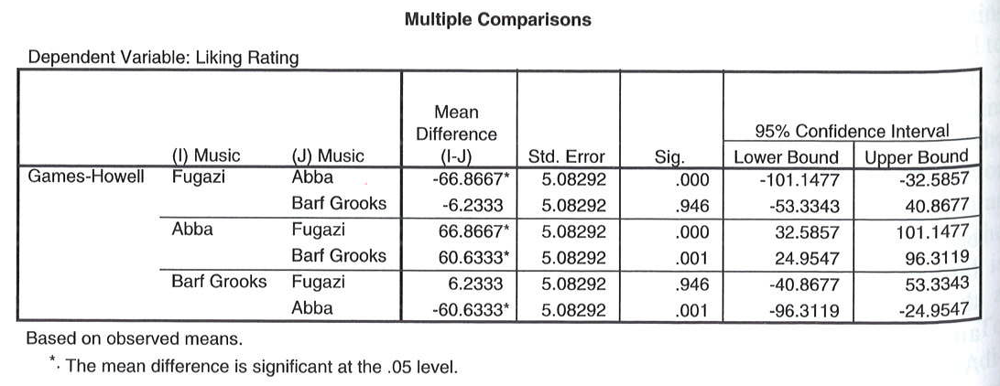 Multiple Comparisons
Dependent Variable: Liking Rating
(I) Music (J) Music Mean Difference (I-J) Std. Error Sig. 95% Confidence Interval
Lower Bound Upper Bound
Games-Howell Fugazi Abba -66.8667* 5.08292 .000 -101.1477 -32.5857
Barf Grooks -6.2333 5.08292 .946 -53.3343 40.8677
Abba Fugazi 66.8667* 5.08292 .000 32.5857 101.1477
Barf Grooks 60.6333* 5.08292 .001 24.9547 96.3119
Barf Grooks Fugazi 6.2333 5.08292 .946 -40.8677 53.3343
Abba -60.6333* 5.08292 .001 -96.3119 -24.9547
Based on observed means.
*. The mean difference is significant at the .05 level.